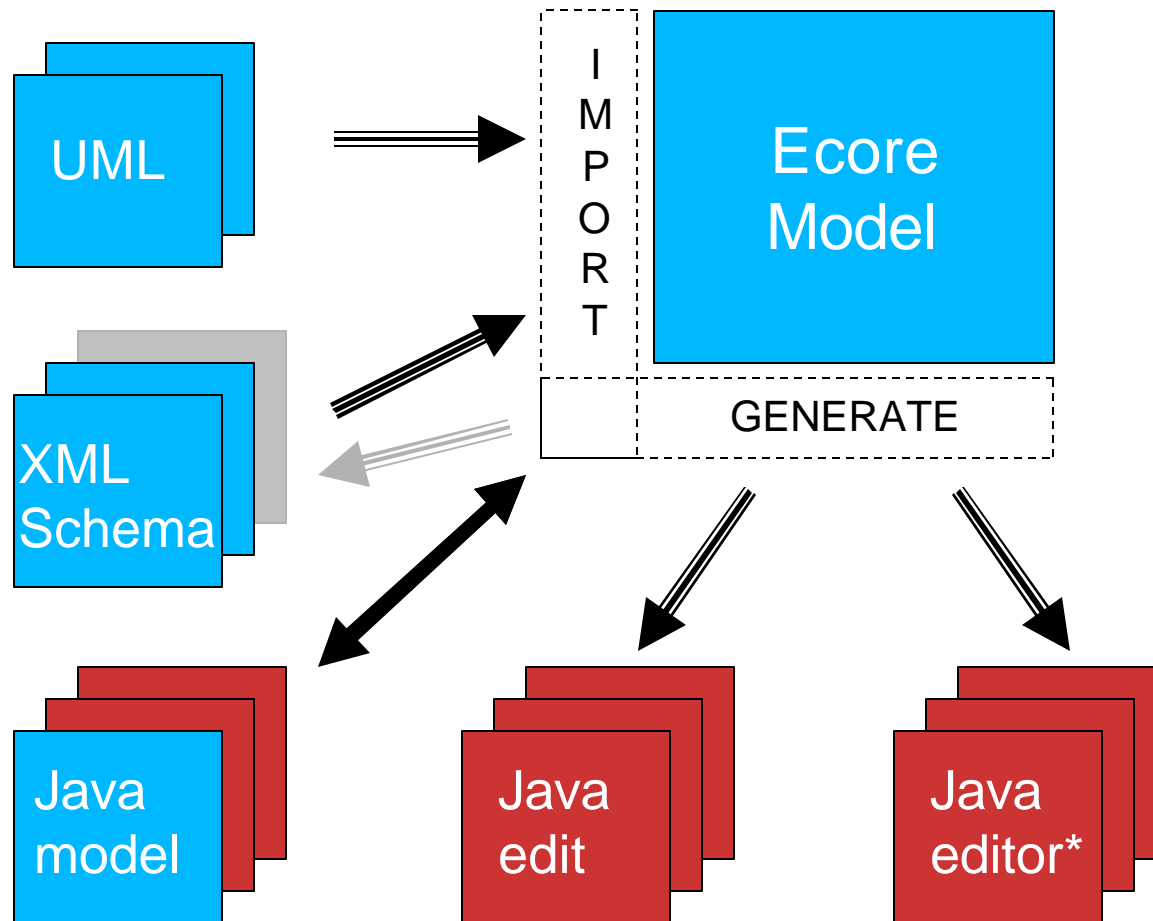 UML
I
M
P
O
R
T
Ecore
Model
GENERATE
XML
Schema
Java
model
Java
edit
Java
editor*